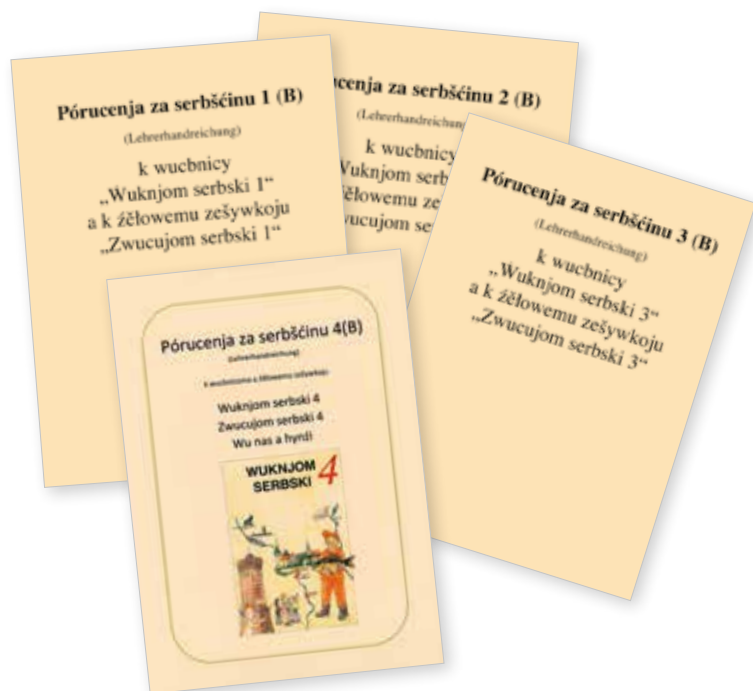 Pórucenja za serbšćinu 1 (B)
(Lehrerhandreichung)
k wucbnicy
„Wuknjom serbski 1“
a k źěłowemu zešywkoju
„Zwucujom serbski 1“
za serbšćinu 2 (B)
k wucbnicy
Pórucenja za serbšćinu 3 (B)
(Lehrerhandreichung)
k wucbnicy
„Wuknjom serbski 3“
a k źěłowemu zešywkoju
„Zwucujom serbski 3“
Pórucenja za serbšćinu 4(B)
(Lehrerhandreichung)
Wuknjom serbski 4
Zwucujom serbski 4
Wu nas a hynźi
WUKNJOM 4
SERBSKI